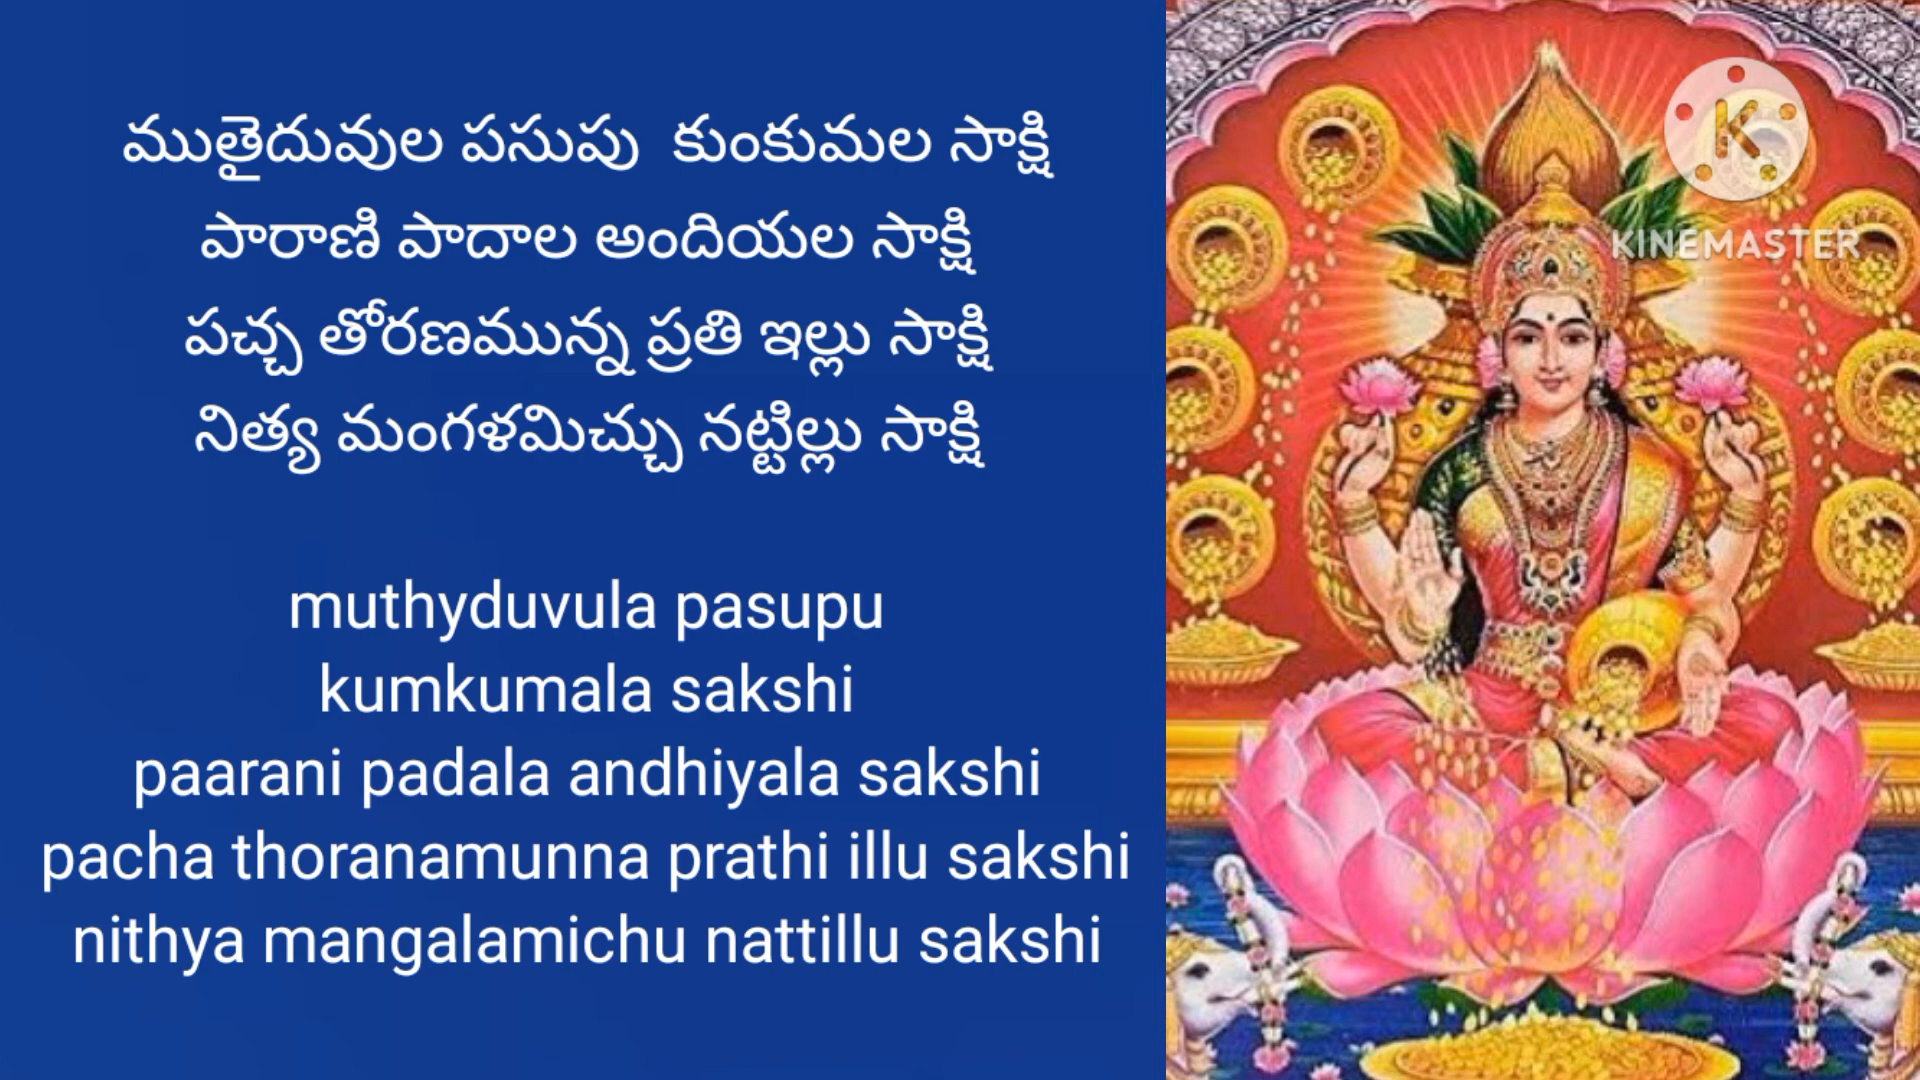 ముతైదువుల పసుపు  కుంకుమల సాక్షి
పారాణి పాదాల అందియల సాక్షి
పచ్చ తోరణమున్న ప్రతి ఇల్లు సాక్షి
నిత్య మంగళమిచ్చు నట్టిల్లు సాక్షి
muthyduvula pasupu
kumkumala sakshi
paarani padala andhiyala sakshi
pacha thoranamunna prathi illu sakshi
nithya mangalamichu nattillu sakshi
K
KINEMASTER